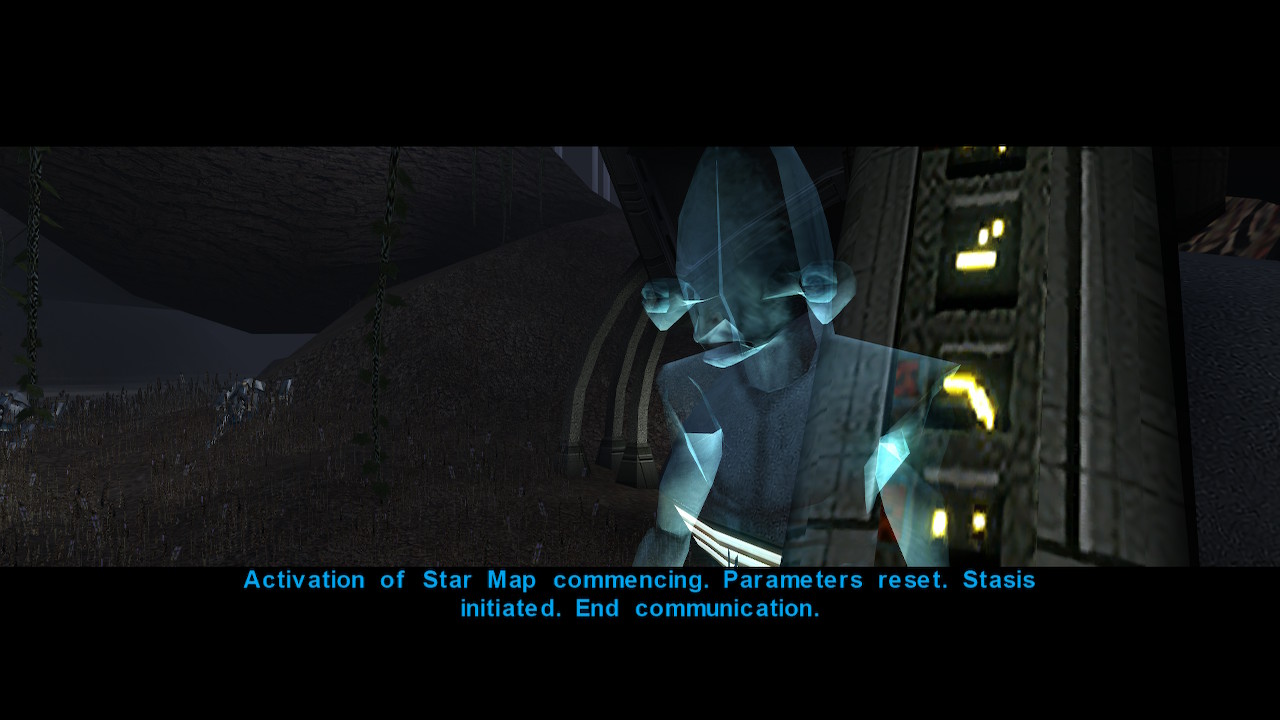 Activation of Star Map commencing. Parameters reset. Stasis
initiated. End communication.